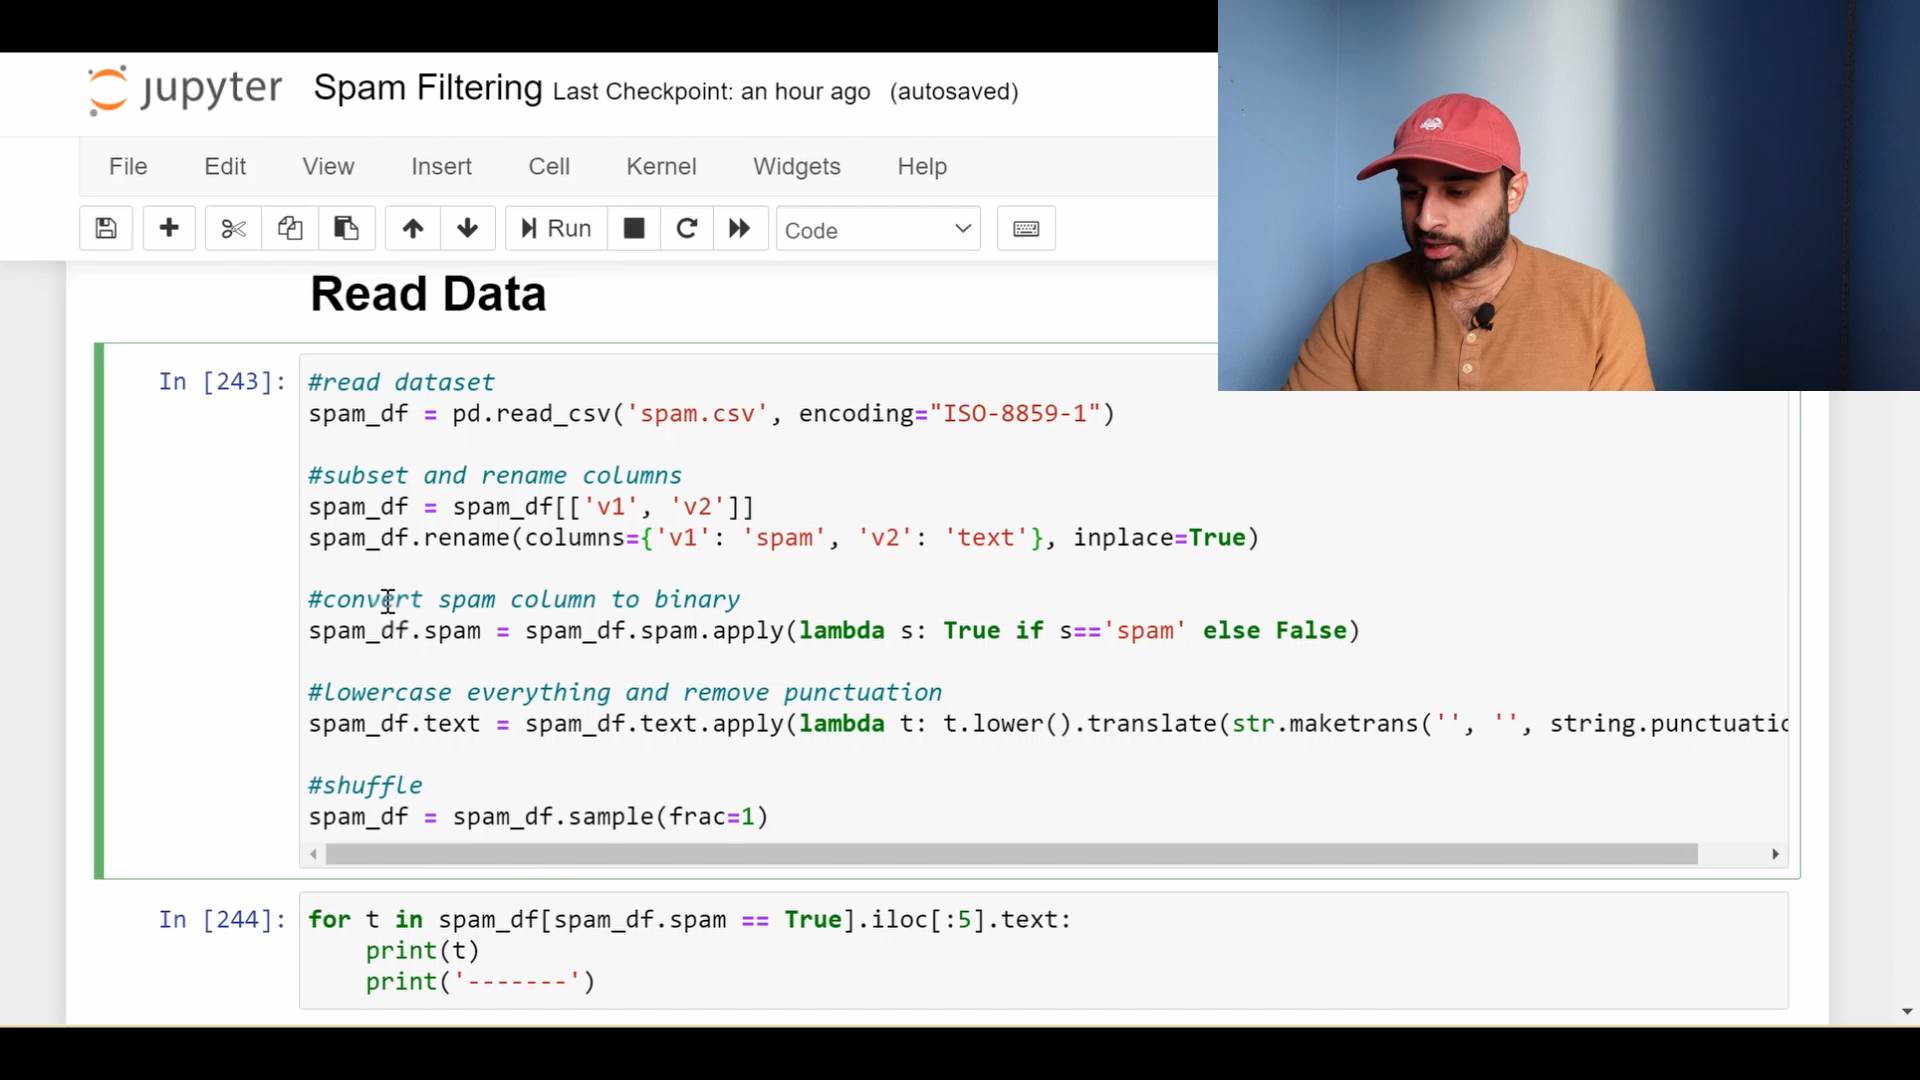 jupyter Spam Filtering Last Checkpoint: an hour ago (autosaved)
File Edit View Insert Cell Kernel Widgets Help
Run Code
Read Data
In [243]:
#read dataset
spam_df = pd.read_csv('spam.csv', encoding="ISO-8859-1")
#subset and rename columns
spam_df = spam_df[['v1', 'v2']]
spam_df.rename(columns={'v1': 'spam', 'v2': 'text'}, inplace=True)
#convert spam column to binary
spam_df.spam = spam_df.spam.apply(lambda s: True if s=='spam' else False)
#lowercase everything and remove punctuation
spam_df.text = spam_df.text.apply(lambda t: t.lower().translate(str.maketrans('', '', string.punctuatio
#shuffle
spam_df = spam_df.sample(frac=1)
In [244]:
for t in spam_df[spam_df.spam == True].iloc[:5].text:
    print(t)
    print('-------')